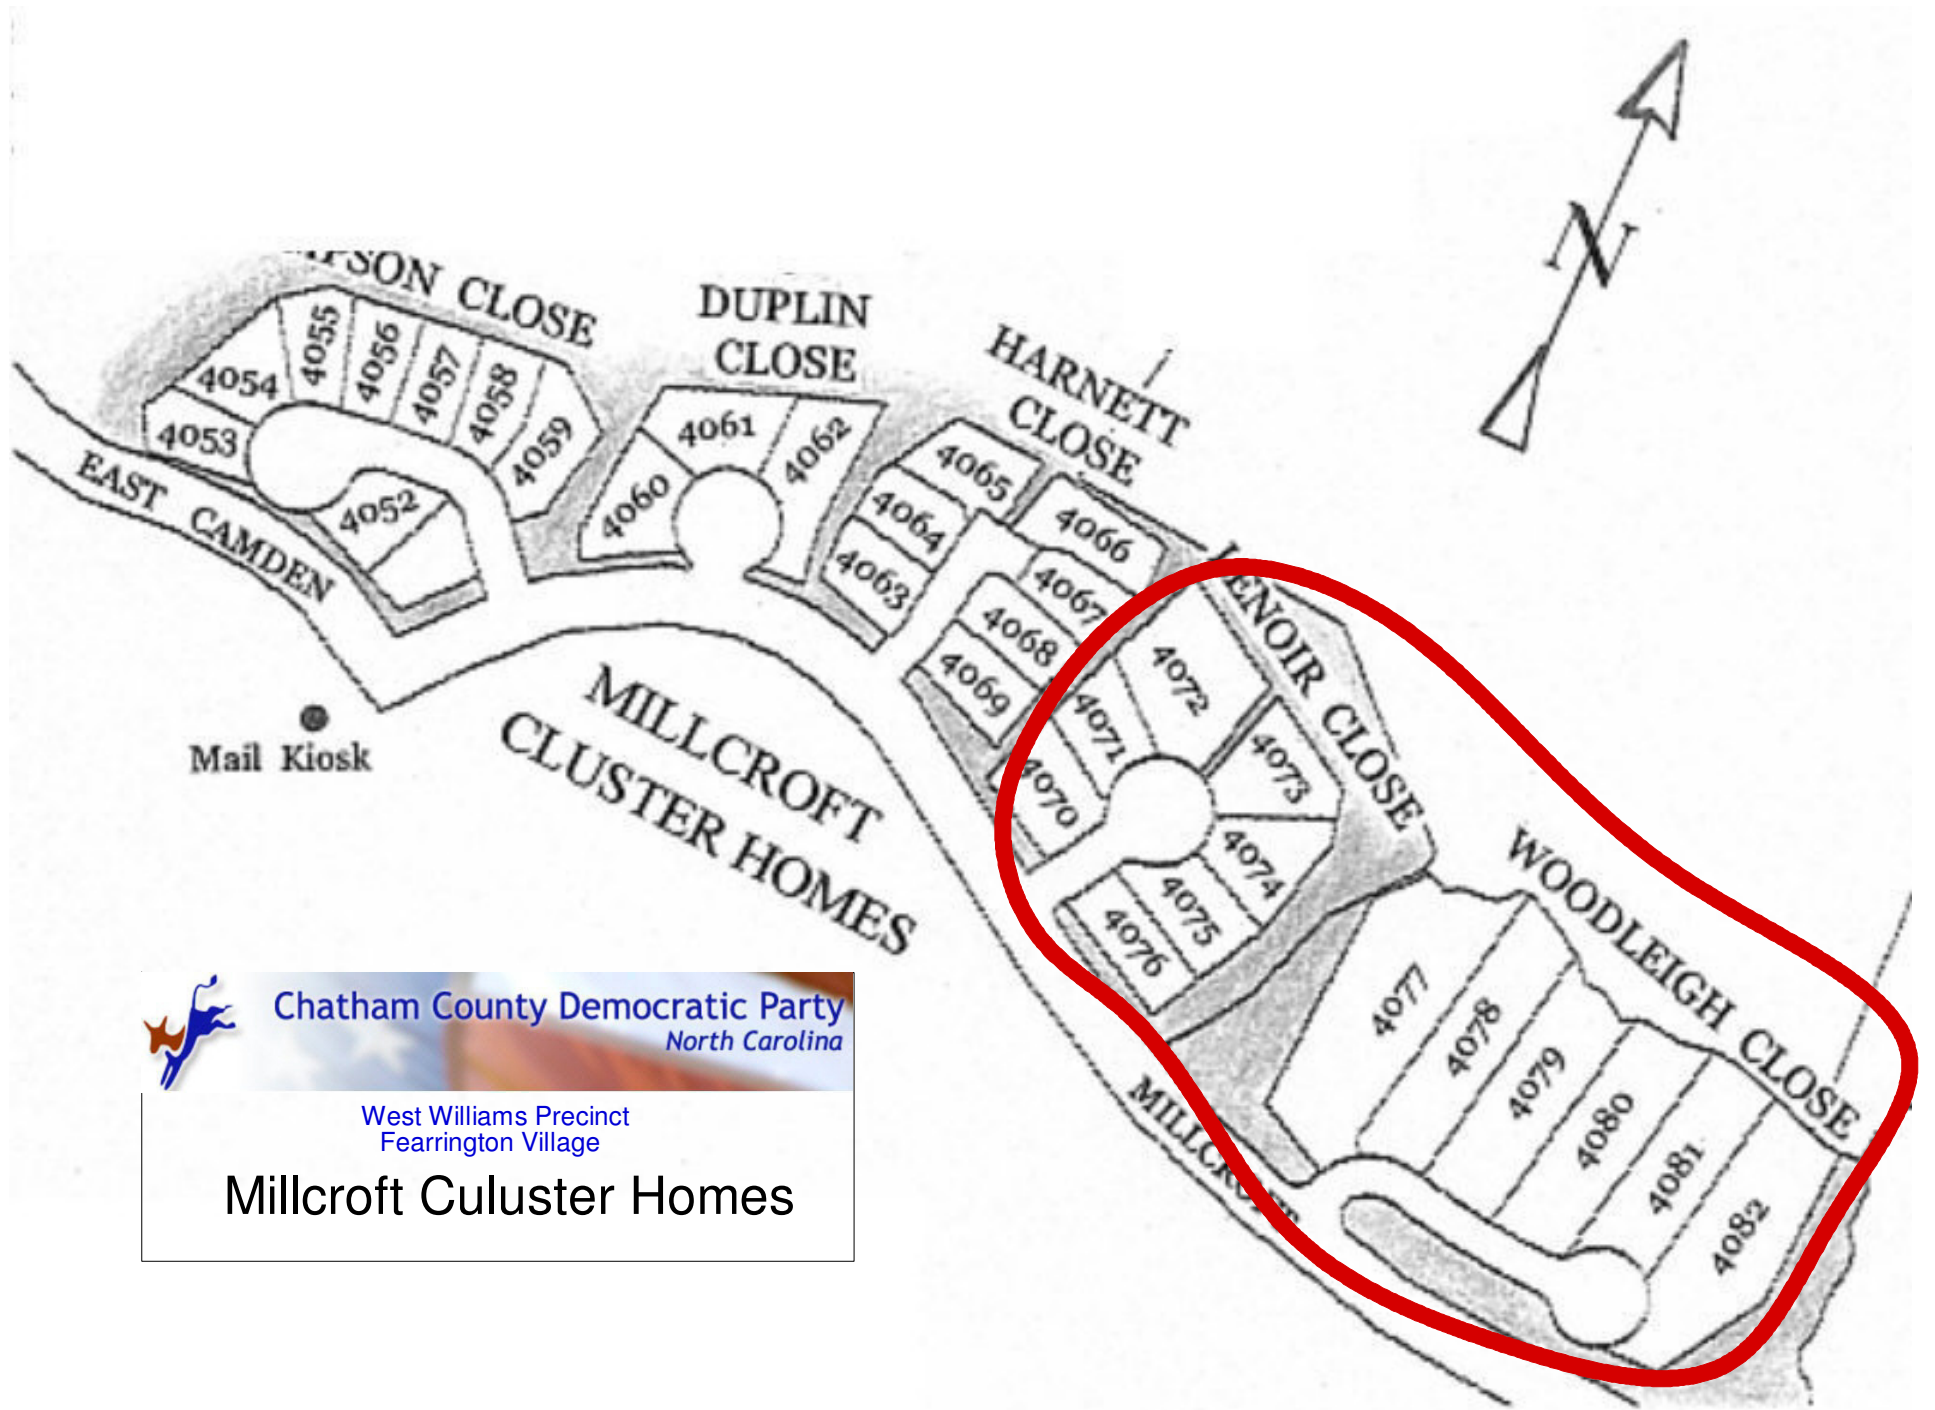 N
CLOSE
DUPLIN
CLOSE
HARNETT
CLOSE
4055
4056
4057
4058
4054
4059
4053
4052
4061
4062
4060
4065
4064
4063
4066
4067
4068
4069
EAST CAMDEN
Mail Kiosk
MILLCROFT
CLUSTER HOMES
LENOIR CLOSE
4072
4071
4070
4073
4074
4075
4076
WOODLEIGH CLOSE
4077
4078
4079
4080
4081
4082
MILLCROFT
Chatham County Democratic Party
North Carolina
West Williams Precinct
Fearrington Village
Millcroft Culuster Homes